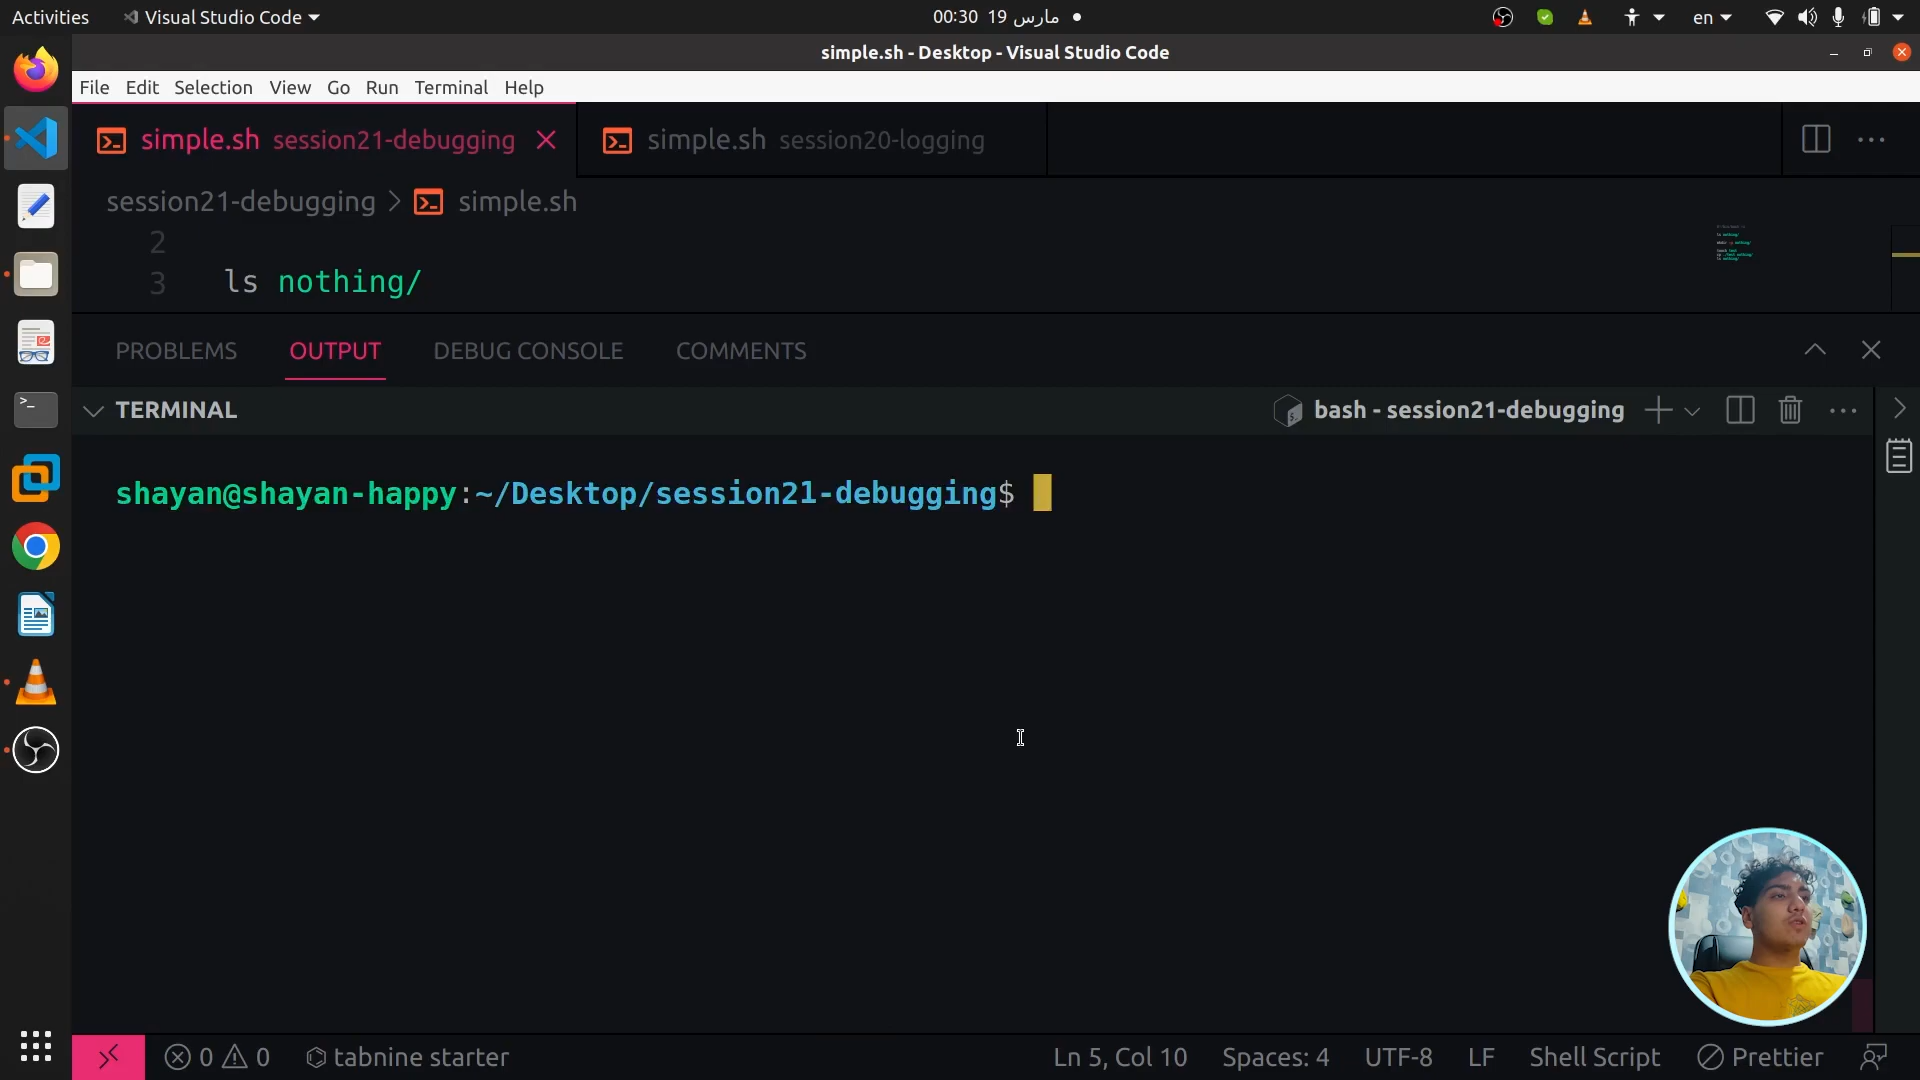 Activities
Visual Studio Code
00:30 19 مارس
en
simple.sh - Desktop - Visual Studio Code
File Edit Selection View Go Run Terminal Help
simple.sh session21-debugging
simple.sh session20-logging
session21-debugging > simple.sh
2
3 ls nothing/
PROBLEMS OUTPUT DEBUG CONSOLE COMMENTS
TERMINAL
bash - session21-debugging
shayan@shayan-happy:~/Desktop/session21-debugging$
0 0 tabnine starter
Ln 5, Col 10 Spaces: 4 UTF-8 LF Shell Script Prettier